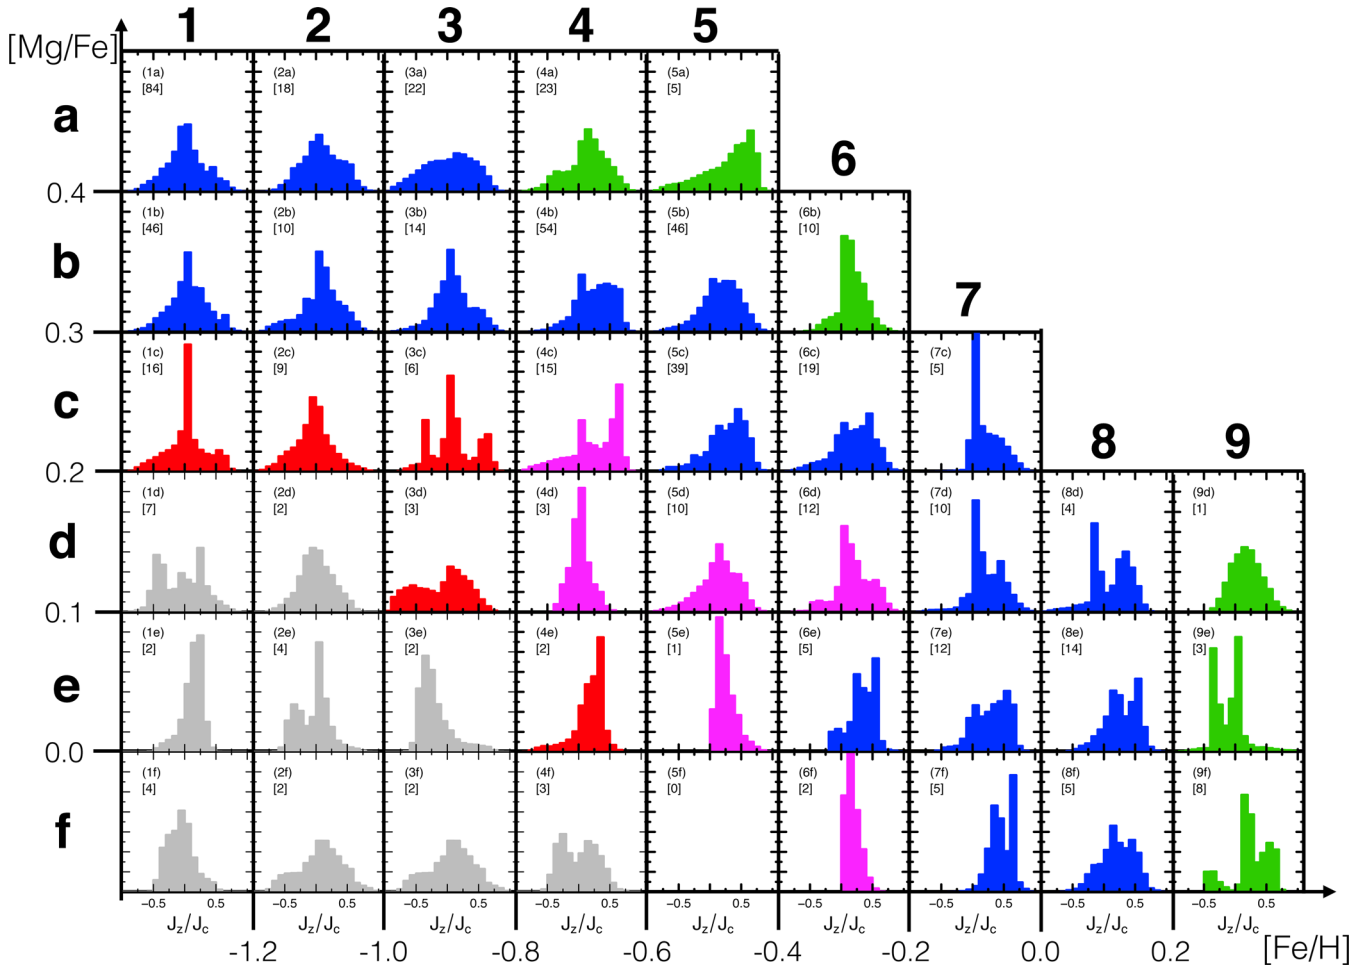 1 2 3 4 5
[Mg/Fe]
a
(1a) (2a) (3a) (4a) (5a)
[84] [18] [22] [23] [5]
6
0.4
b
(1b) (2b) (3b) (4b) (5b) (6b)
[46] [10] [14] [54] [46] [10]
7
0.3
c
(1c) (2c) (3c) (4c) (5c) (6c) (7c)
[16] [9] [6] [15] [39] [19] [5]
8 9
0.2
d
(1d) (2d) (3d) (4d) (5d) (6d) (7d) (8d) (9d)
[7] [2] [3] [3] [10] [12] [10] [4] [1]
0.1
e
(1e) (2e) (3e) (4e) (5e) (6e) (7e) (8e) (9e)
[2] [4] [2] [2] [1] [5] [12] [14] [3]
0.0
f
(1f) (2f) (3f) (4f) (5f) (6f) (7f) (8f) (9f)
[4] [2] [2] [3] [0] [2] [5] [5] [8]
−0.5 0.5 −0.5 0.5 −0.5 0.5 −0.5 0.5 −0.5 0.5 −0.5 0.5 −0.5 0.5 −0.5 0.5 −0.5 0.5
Jz/Jc Jz/Jc Jz/Jc Jz/Jc Jz/Jc Jz/Jc Jz/Jc Jz/Jc Jz/Jc
-1.2 -1.0 -0.8 -0.6 -0.4 -0.2 0.0 0.2 [Fe/H]